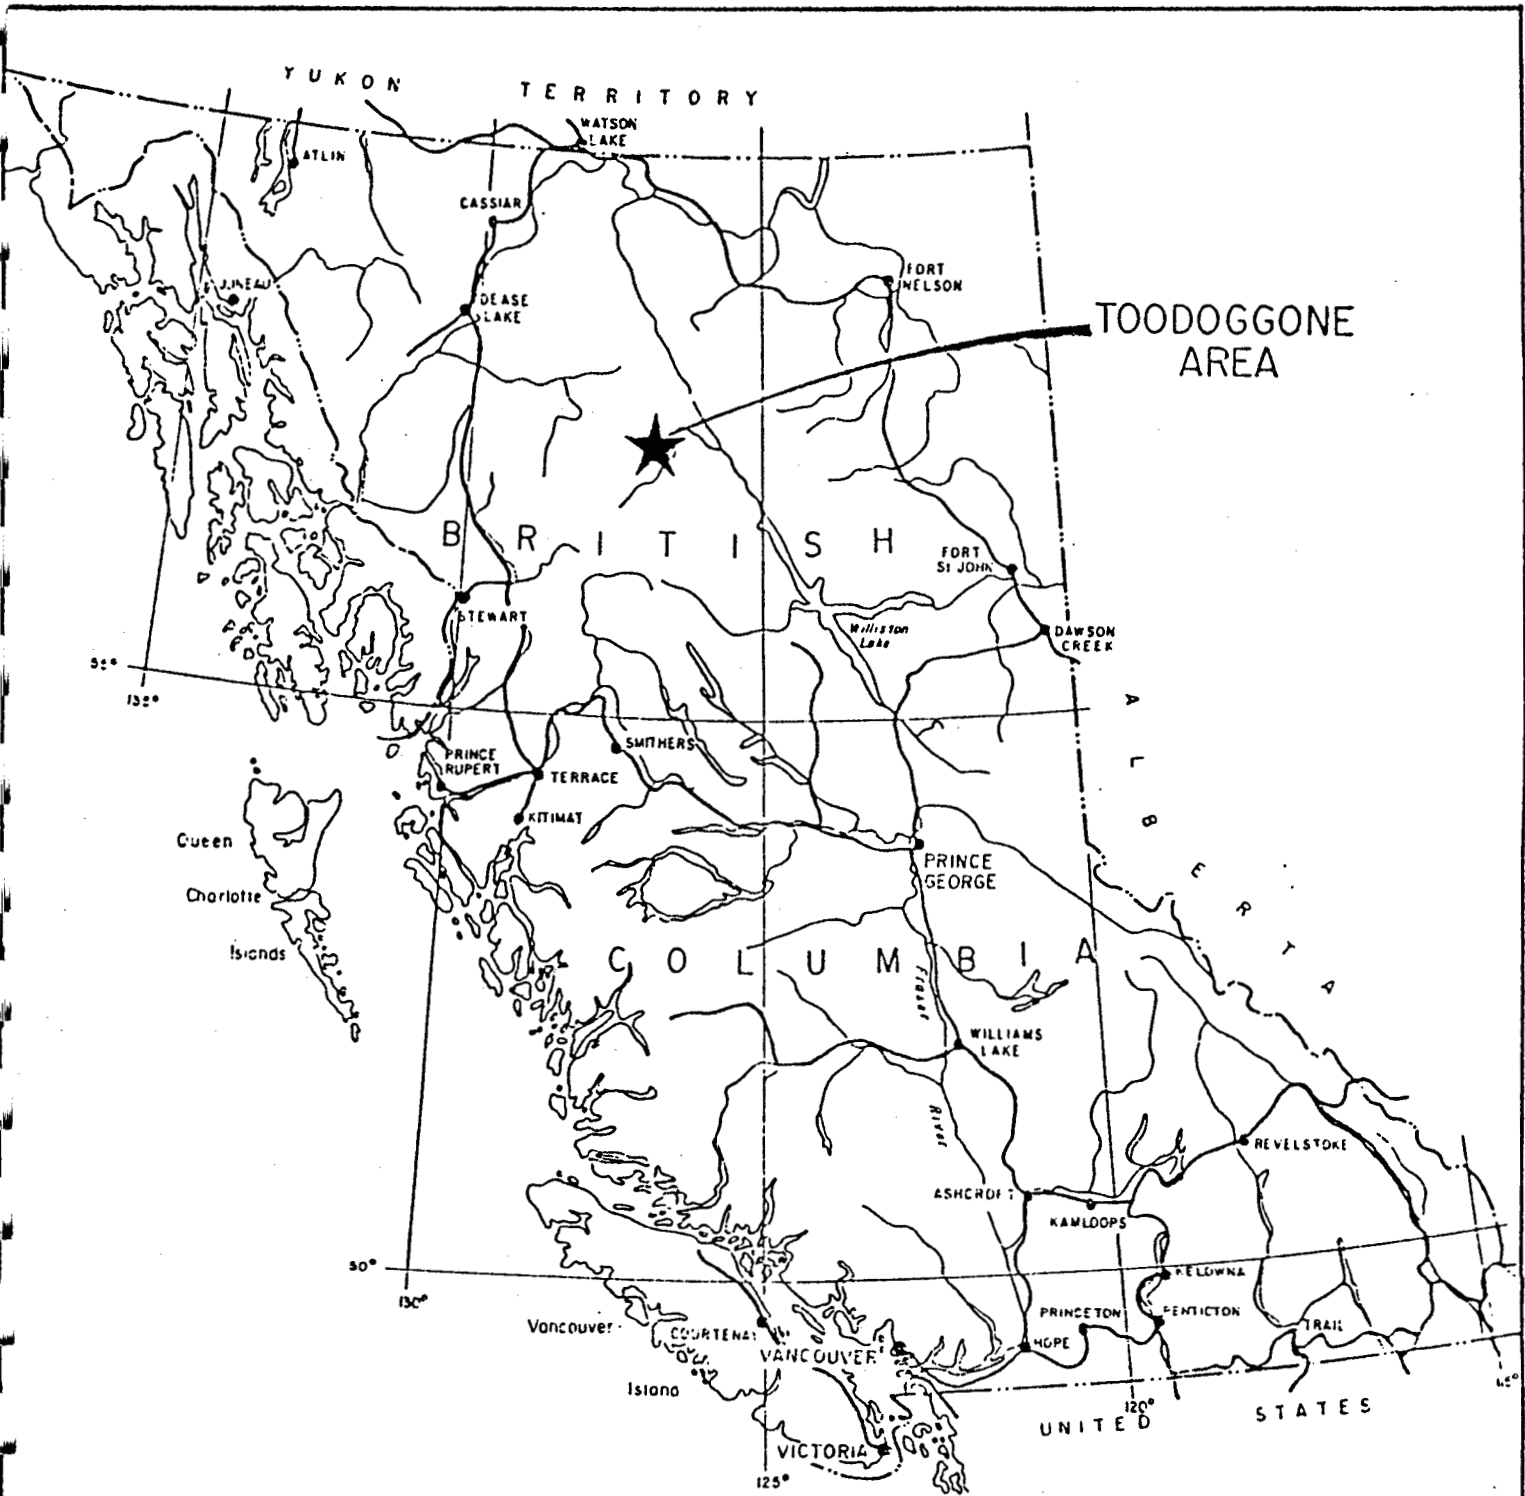 YUKON TERRITORY
WATSON
LAKE
ATLIN
CASSIAR
JUNEAU
DEASE
LAKE
FORT
NELSON
TOODOGGONE
AREA
BRITISH
FORT
St JOHN
STEWART
Williston
Lake
DAWSON
CREEK
55°
135°
ALBERTA
PRINCE
RUPERT
SMITHERS
TERRACE
KITIMAT
Queen
Charlotte
Islands
PRINCE
GEORGE
COLUMBIA
Fraser
River
WILLIAMS
LAKE
REVELSTOKE
ASHCROFT
KAMLOOPS
50°
130°
KELOWNA
PRINCETON
PENTICTON
TRAIL
HOPE
Vancouver
Island
COURTENAY
VANCOUVER
VICTORIA
125°
120°
115°
UNITED STATES